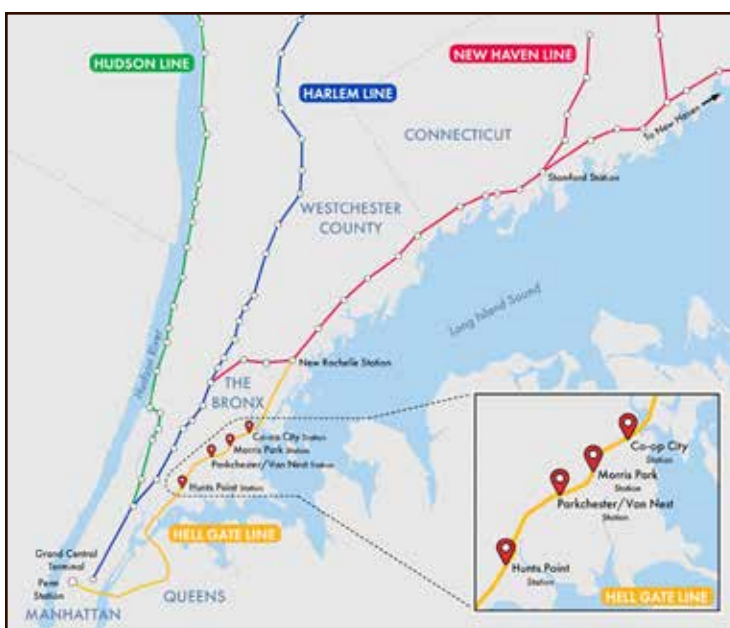 HUDSON LINE
HARLEM LINE
NEW HAVEN LINE
CONNECTICUT
To New Haven
Stamford Station
WESTCHESTER
COUNTY
Long Island Sound
Hudson River
New Rochelle Station
THE
BRONX
Co-op City Station
Morris Park Station
Parkchester/Van Nest Station
Hunts Point Station
HELL GATE LINE
Grand Central
Terminal
Penn
Station
MANHATTAN
QUEENS
Co-op City
Station
Morris Park
Station
Parkchester/Van Nest
Station
Hunts Point
Station
HELL GATE LINE